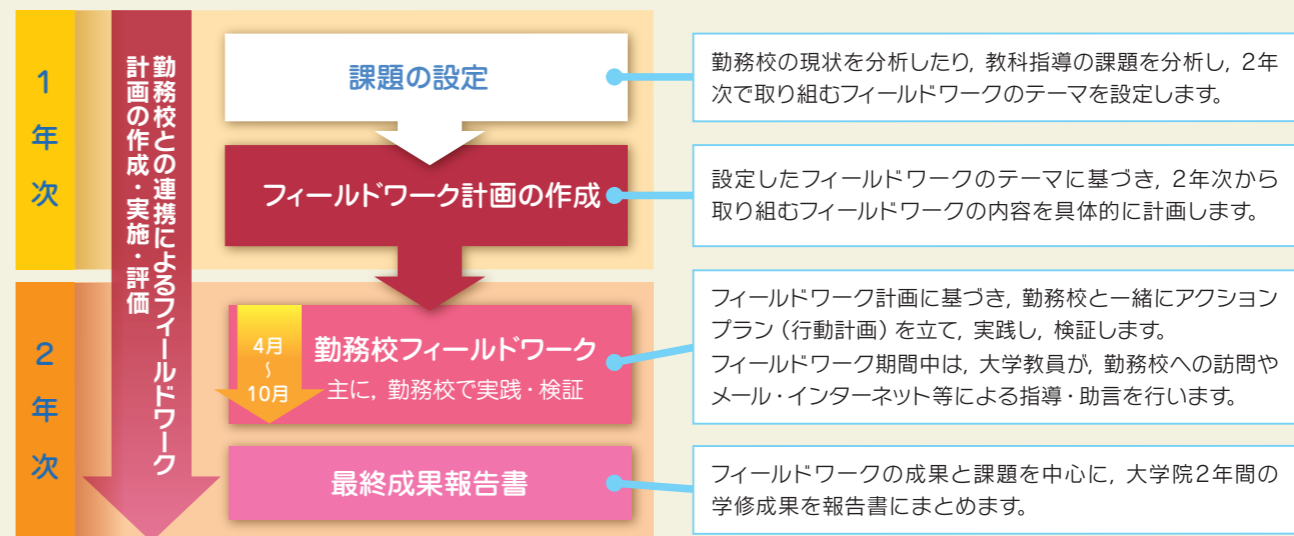 1年次
勤務校との連携によるフィールドワーク
計画の作成・実施・評価
課題の設定
勤務校の現状を分析したり, 教科指導の課題を分析し, 2年
次で取り組むフィールドワークのテーマを設定します。
フィールドワーク計画の作成
設定したフィールドワークのテーマに基づき, 2年次から
取り組むフィールドワークの内容を具体的に計画します。
2年次
4月
〜
10月
勤務校フィールドワーク
主に, 勤務校で実践・検証
フィールドワーク計画に基づき, 勤務校と一緒にアクション
プラン（行動計画）を立て, 実践し, 検証します。
フィールドワーク期間中は, 大学教員が, 勤務校への訪問や
メール・インターネット等による指導・助言を行います。
最終成果報告書
フィールドワークの成果と課題を中心に, 大学院2年間の
学修成果を報告書にまとめます。